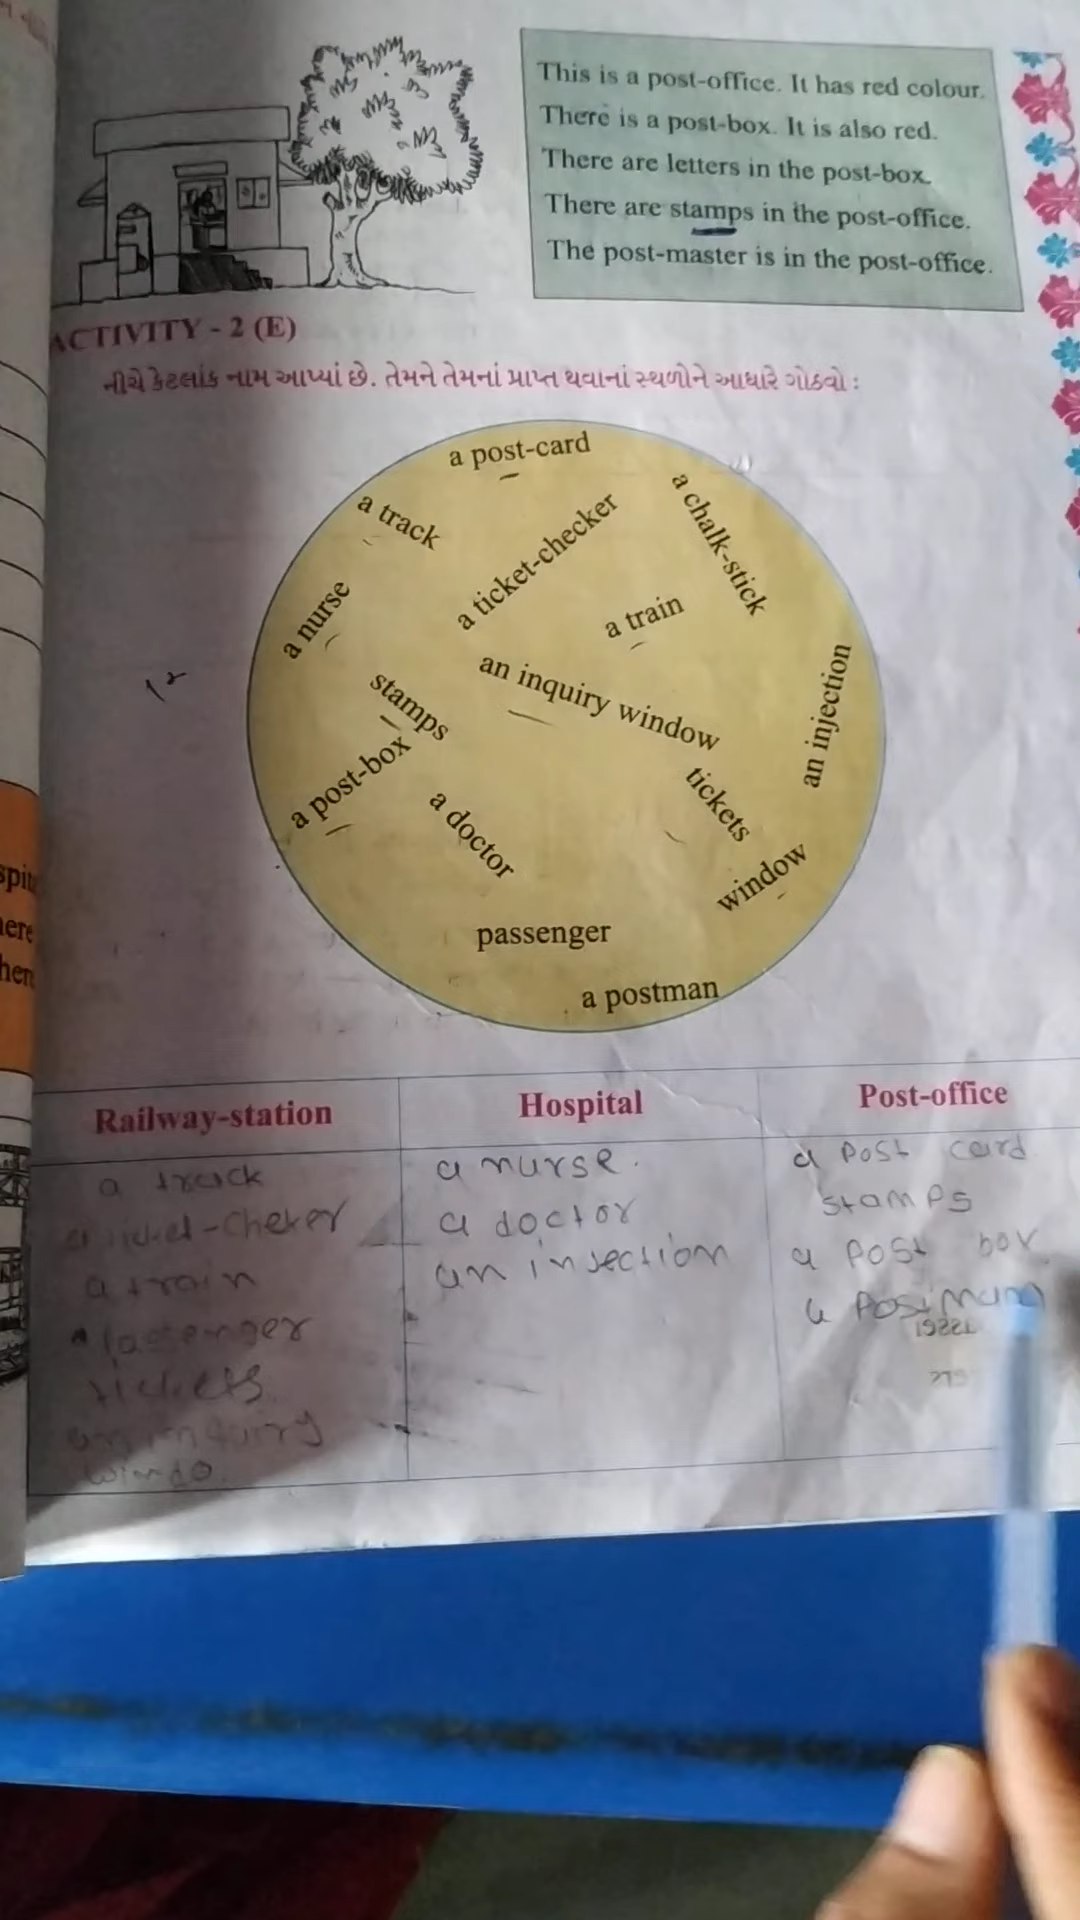 This is a post-office. It has red colour.
There is a post-box. It is also red.
There are letters in the post-box.
There are stamps in the post-office.
The post-master is in the post-office.
ACTIVITY - 2 (E)
નીચે કેટલાંક નામ આપ્યાં છે. તેમને તેમનાં પ્રાપ્ત થવાનાં સ્થળોને આધારે ગોઠવો :
a post-card
a track
a ticket-checker
a chalk-stick
a nurse
a train
an inquiry window
stamps
an injection
a post-box
a doctor
tickets
window
passenger
a postman
Railway-station
Hospital
Post-office
a track
a nurse.
a post card
a doctor
stamps
a train
an injection
a post box
a Postman
Passenger
tickets
an inquiry
windo.